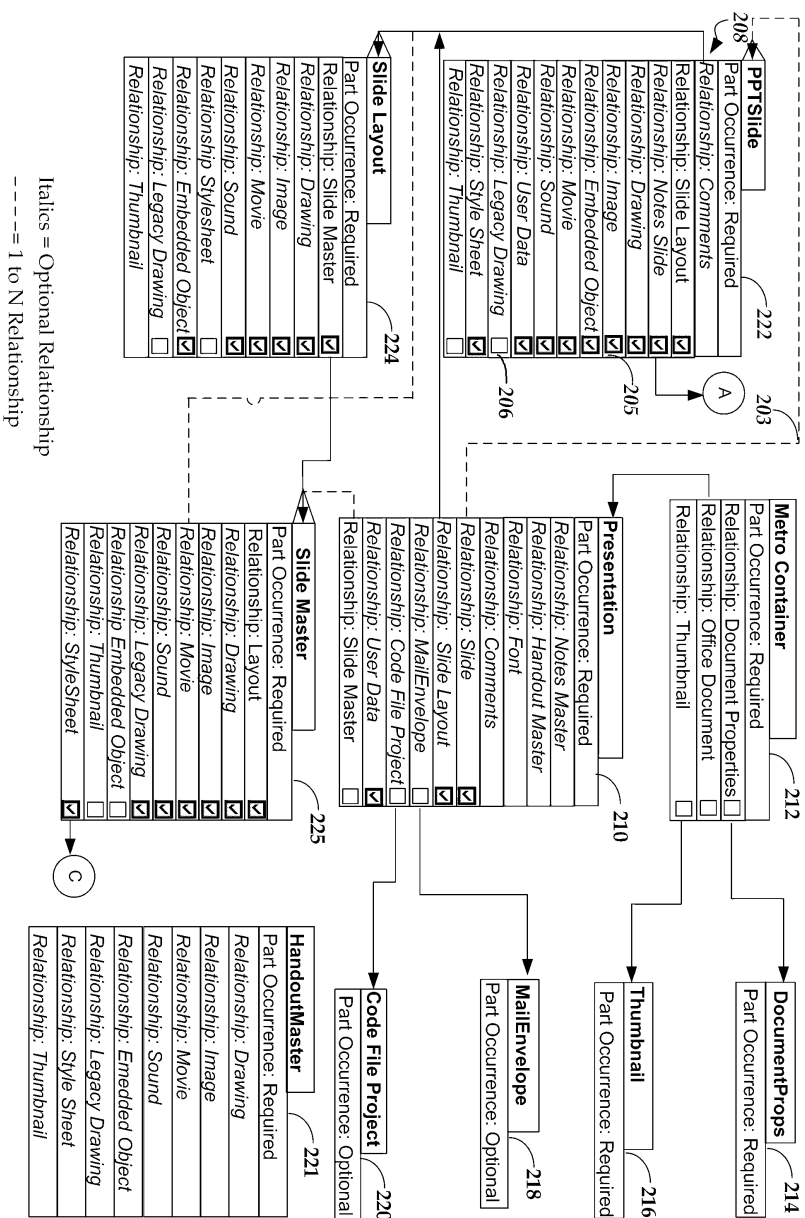 203
208
PPTSlide
222
Part Occurrence: Required
Relationship: Comments
Relationship: Slide Layout
Relationship: Notes Slide
Relationship: Drawing
Relationship: Image
Relationship: Embedded Object
Relationship: Movie
Relationship: Sound
Relationship: User Data
Relationship: Legacy Drawing
Relationship: Style Sheet
Relationship: Thumbnail
A
205
206
Slide Layout
224
Part Occurrence: Required
Relationship: Slide Master
Relationship: Drawing
Relationship: Image
Relationship: Movie
Relationship: Sound
Relationship Stylesheet
Relationship: Embedded Object
Relationship: Legacy Drawing
Relationship: Thumbnail
Metro Container
212
Part Occurrence: Required
Relationship: Document Properties
Relationship: Office Document
Relationship: Thumbnail
Presentation
210
Part Occurrence: Required
Relationship: Notes Master
Relationship: Handout Master
Relationship: Font
Relationship: Comments
Relationship: Slide
Relationship: Slide Layout
Relationship: MailEnvelope
Relationship: Code File Project
Relationship: User Data
Relationship: Slide Master
Slide Master
225
Part Occurrence: Required
Relationship: Layout
Relationship: Drawing
Relationship: Image
Relationship: Movie
Relationship: Sound
Relationship: Legacy Drawing
Relationship Embedded Object
Relationship: Thumbnail
Relationship: StyleSheet
C
DocumentProps
214
Part Occurrence: Required
Thumbnail
216
Part Occurrence: Required
MailEnvelope
218
Part Occurrence: Optional
Code File Project
220
Part Occurrence: Optional
HandoutMaster
221
Part Occurrence: Required
Relationship: Drawing
Relationship: Image
Relationship: Movie
Relationship: Sound
Relationship: Emedded Object
Relationship: Legacy Drawing
Relationship: Style Sheet
Relationship: Thumbnail
Italics = Optional Relationship
----= 1 to N Relationship